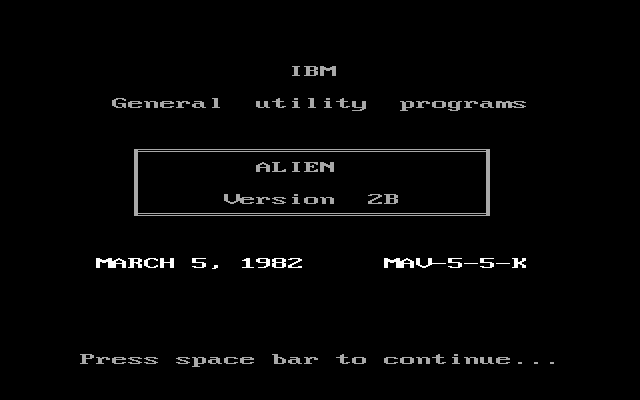 IBM
General utility programs
ALIEN
Version 2B
MARCH 5, 1982 MAV-5-5-K
Press space bar to continue...